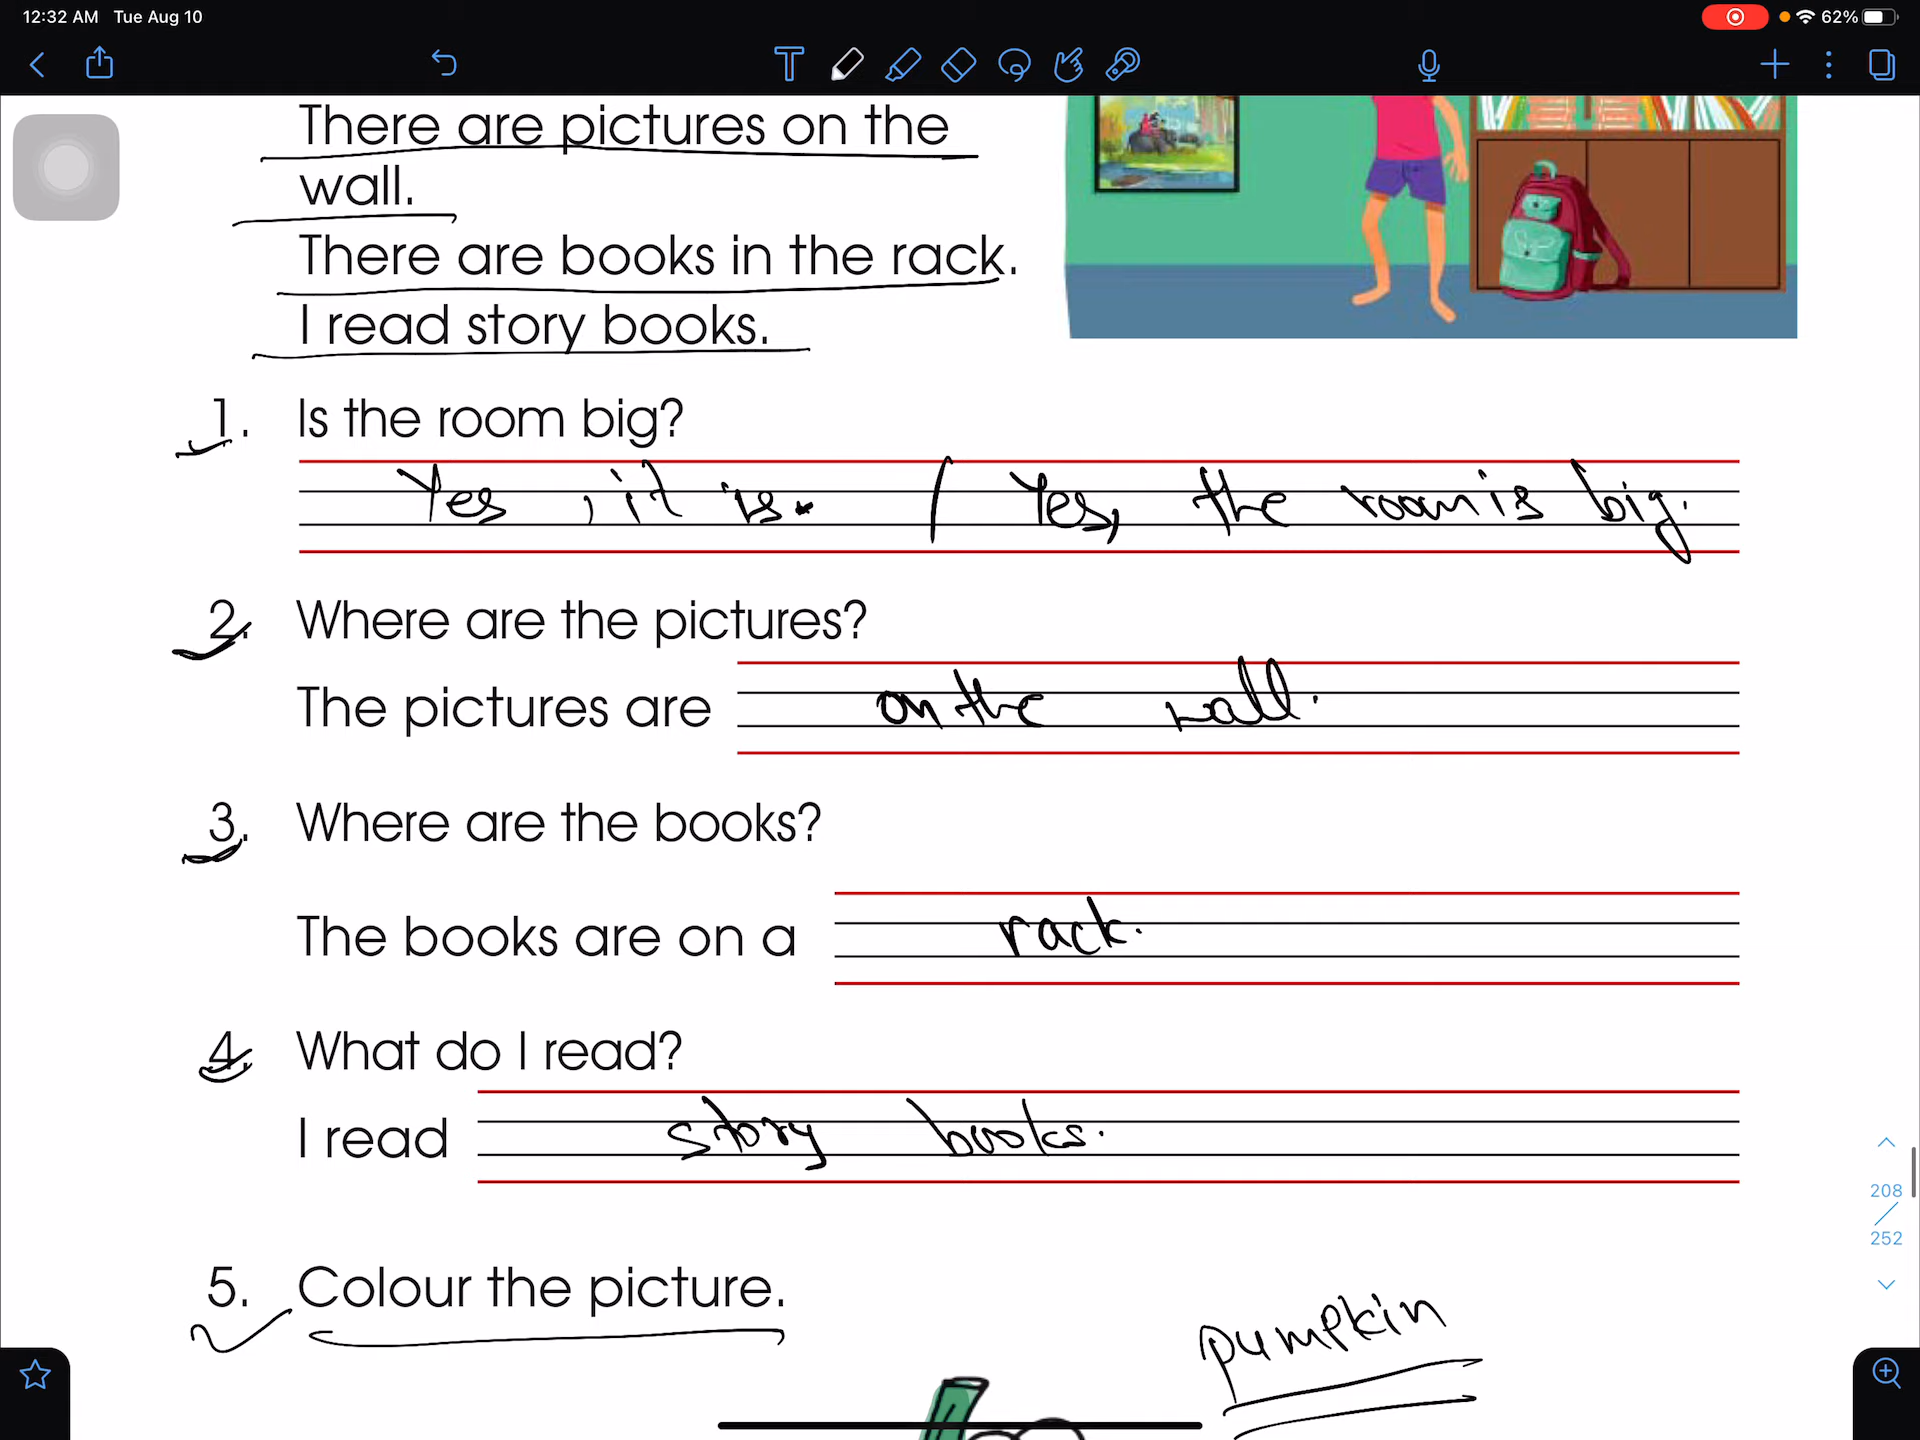 12:32 AM Tue Aug 10 62%
There are pictures on the
wall.
There are books in the rack.
I read story books.
1. Is the room big?
Yes, it is. / Yes, the room is big.
2. Where are the pictures?
The pictures are on the wall.
3. Where are the books?
The books are on a rack.
4. What do I read?
I read story books.
208
252
5. Colour the picture.
pumpkin